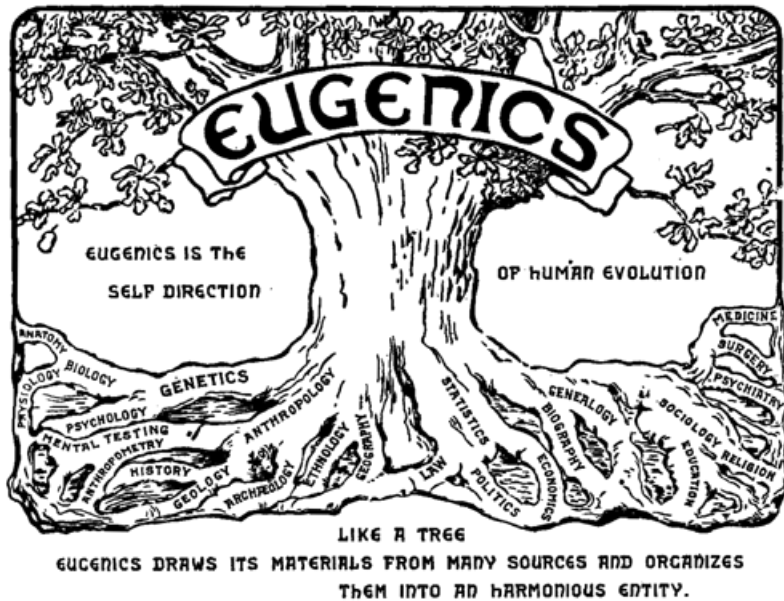 EUGENICS
EUGENICS IS THE
SELF DIRECTION
OF HUMAN EVOLUTION
ANATOMY
PHYSIOLOGY
BIOLOGY
GENETICS
PSYCHOLOGY
MENTAL TESTING
ANTHROPOMETRY
HISTORY
GEOLOGY
ANTHROPOLOGY
ARCHÆOLOGY
ETHNOLOGY
GEOGRAPHY
LAW
STATISTICS
POLITICS
ECONOMICS
BIOGRAPHY
GENEALOGY
EDUCATION
SOCIOLOGY
RELIGION
PSYCHIATRY
SURGERY
MEDICINE
LIKE A TREE
EUGENICS DRAWS ITS MATERIALS FROM MANY SOURCES AND ORGANIZES
THEM INTO AN HARMONIOUS ENTITY.